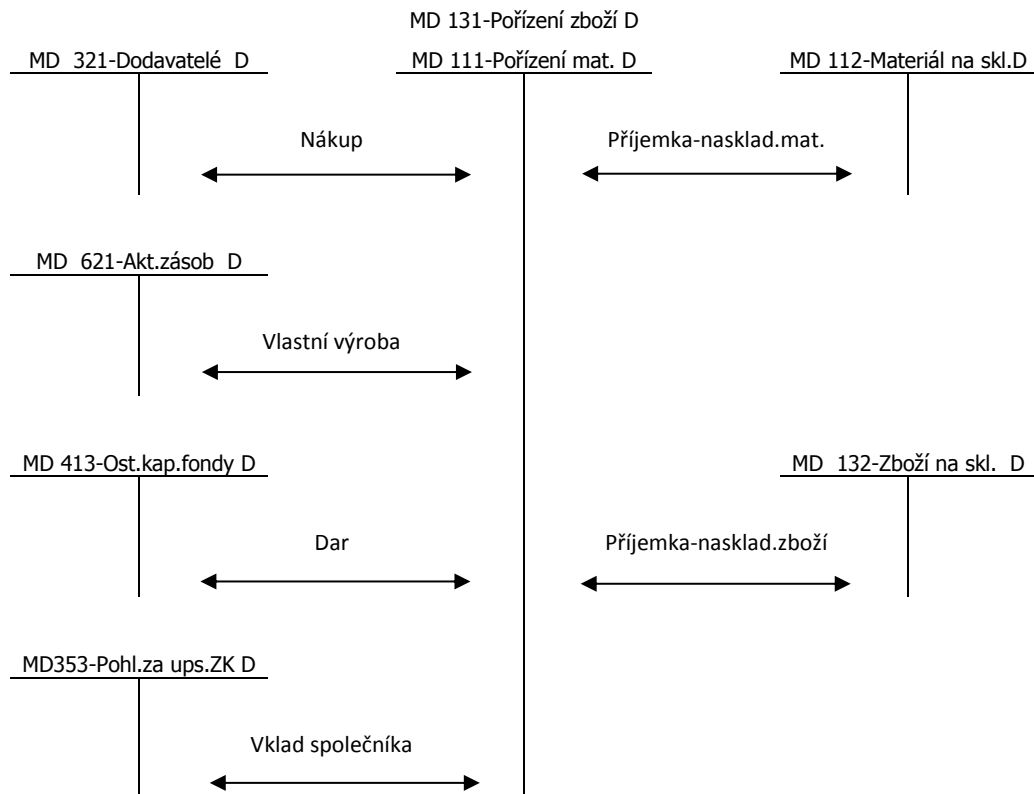 MD 131-Pořízení zboží D
MD 321-Dodavatelé D
MD 111-Pořízení mat. D
MD 112-Materiál na skl.D
Nákup
Příjemka-nasklad.mat.
MD 621-Akt.zásob D
Vlastní výroba
MD 413-Ost.kap.fondy D
MD 132-Zboží na skl. D
Dar
Příjemka-nasklad.zboží
MD353-Pohl.za ups.ZK D
Vklad společníka